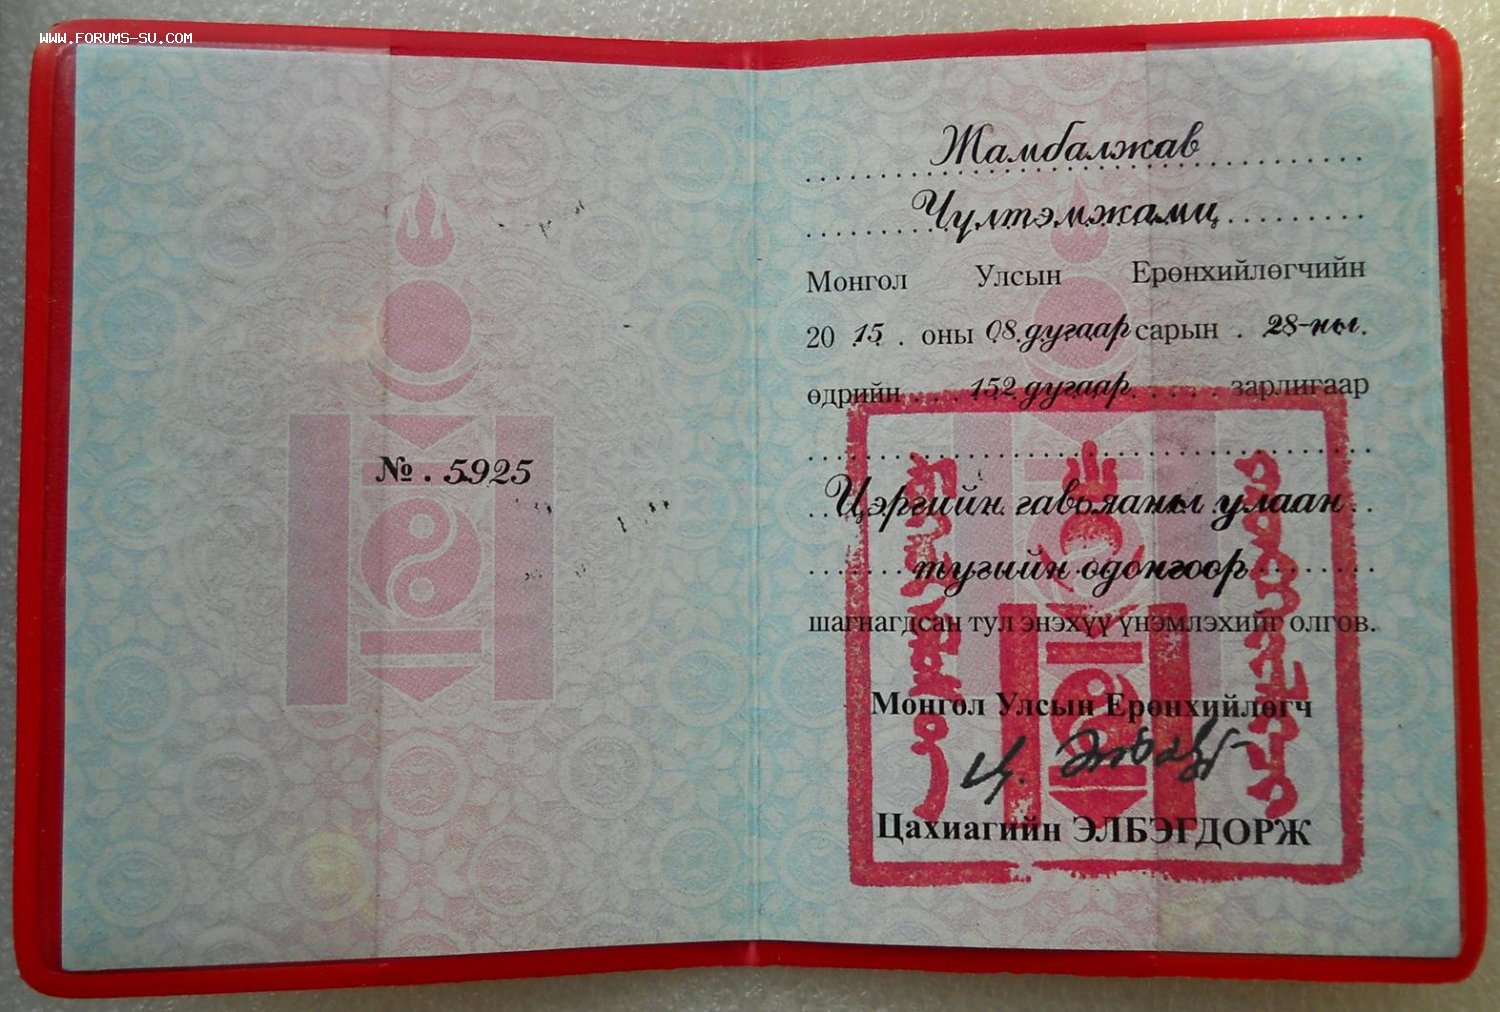 WWW.FORUMS-SU.COM
№ . 5925
Жамбалжав
Чүлтэмжамц
Монгол Улсын Ерөнхийлөгчийн
20 15 . оны 08 дугаар сарын . 28-ны.
өдрийн . . . 152 дугаар . . . . . зарлигаар
Цэргийн гавьяаны улаан
тугийн одонгоор
шагнагдсан тул энэхүү үнэмлэхийг олгов.
Монгол Улсын Ерөнхийлөгч
Цахиагийн ЭЛБЭГДОРЖ